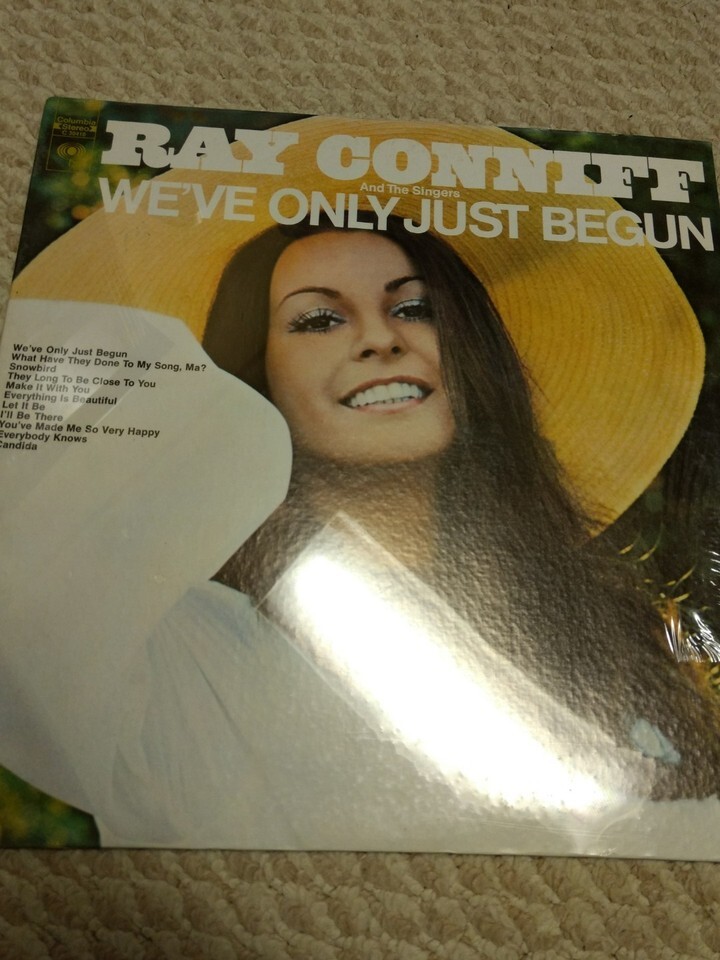 Columbia
Stereo
RAY CONNIFF
And The Singers
WE'VE ONLY JUST BEGUN
We've Only Just Begun
What Have They Done To My Song, Ma?
Snowbird
They Long To Be Close To You
Make It With You
Everything Is Beautiful
Let It Be
I'll Be There
You've Made Me So Very Happy
Everybody Knows
Candida